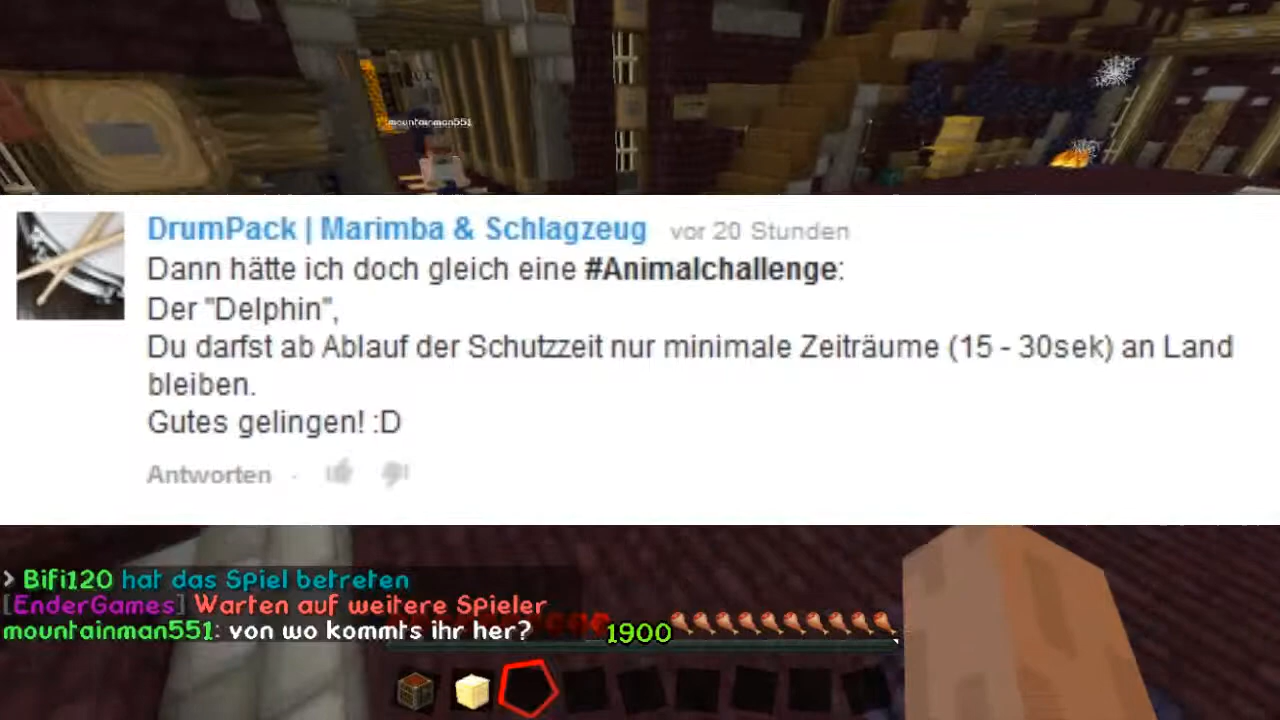 mountainman551
DrumPack | Marimba & Schlagzeug vor 20 Stunden
Dann hätte ich doch gleich eine #Animalchallenge:
Der "Delphin",
Du darfst ab Ablauf der Schutzzeit nur minimale Zeiträume (15 - 30sek) an Land
bleiben.
Gutes gelingen! :D
Antworten ·
> Bifi120 hat das Spiel betreten
[EnderGames] Warten auf weitere Spieler
mountainman551: von wo kommts ihr her?
1900